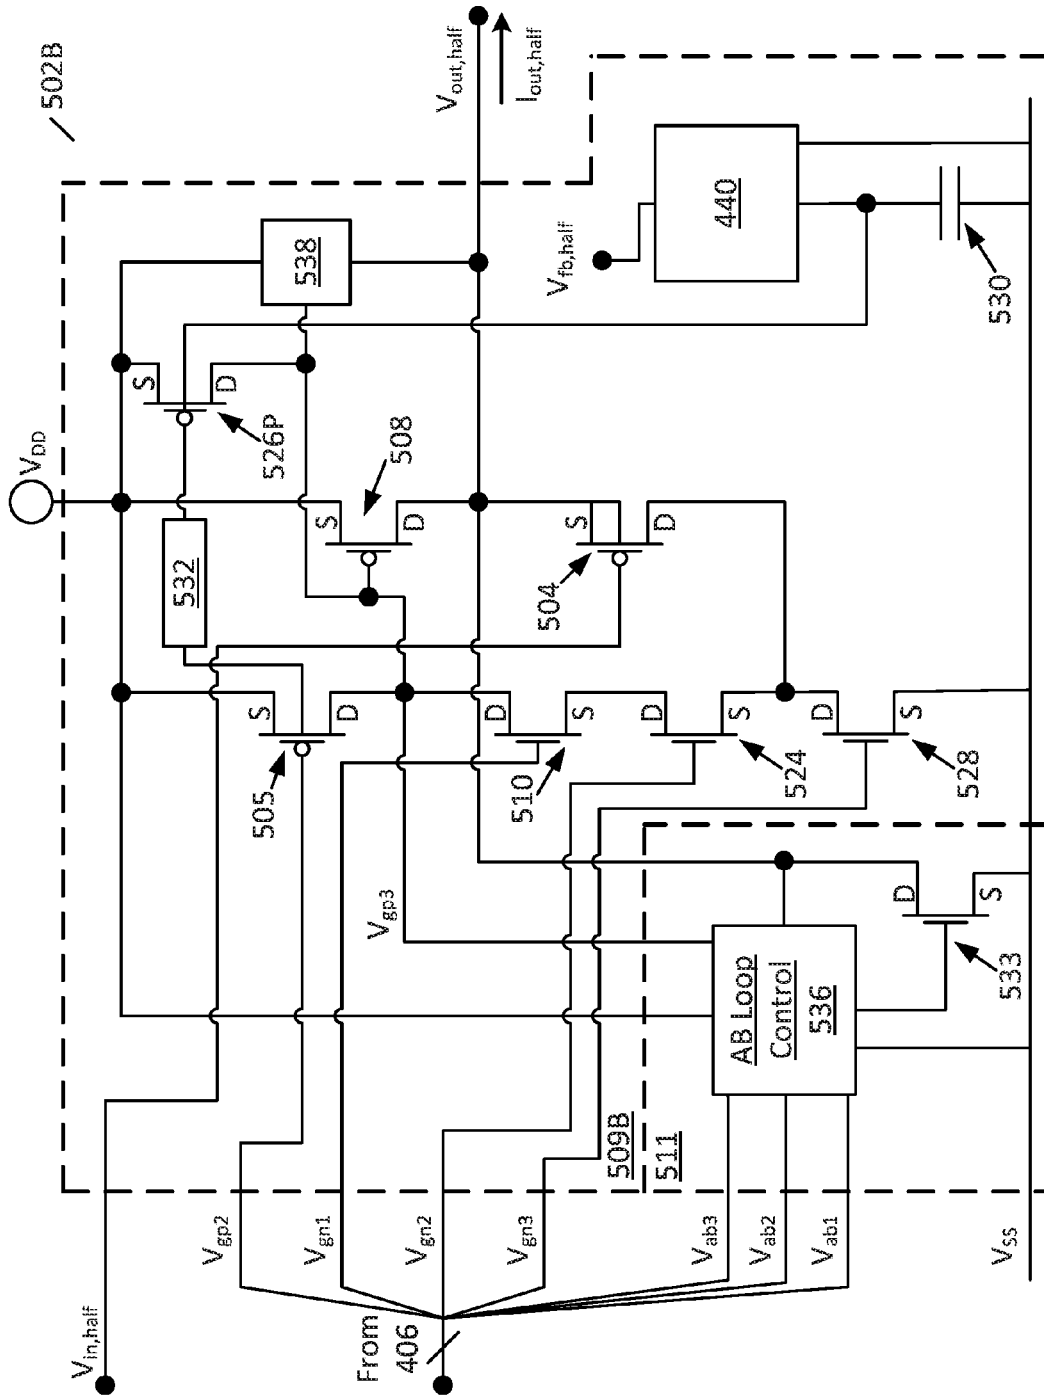 502B
V_DD
V_out,half
I_out,half
538
S
D
526P
532
508
S
D
V_fb,half
440
530
S
D
504
S
D
505
V_gp3
D
S
510
D
S
524
D
S
528
AB Loop
Control
536
D
S
533
509B
511
V_in,half
V_gp2
V_gn1
V_gn2
V_gn3
V_ab3
V_ab2
V_ab1
V_SS
From
406